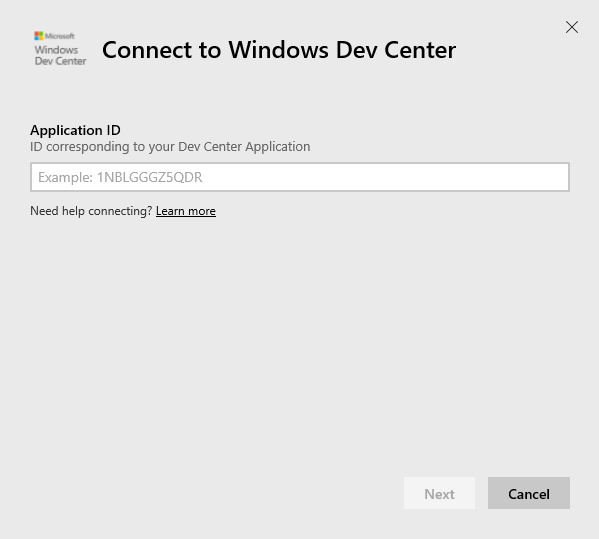 Microsoft
Windows
Dev Center
Connect to Windows Dev Center
Application ID
ID corresponding to your Dev Center Application
Example: 1NBLGGGZ5QDR
Need help connecting? Learn more
Next
Cancel